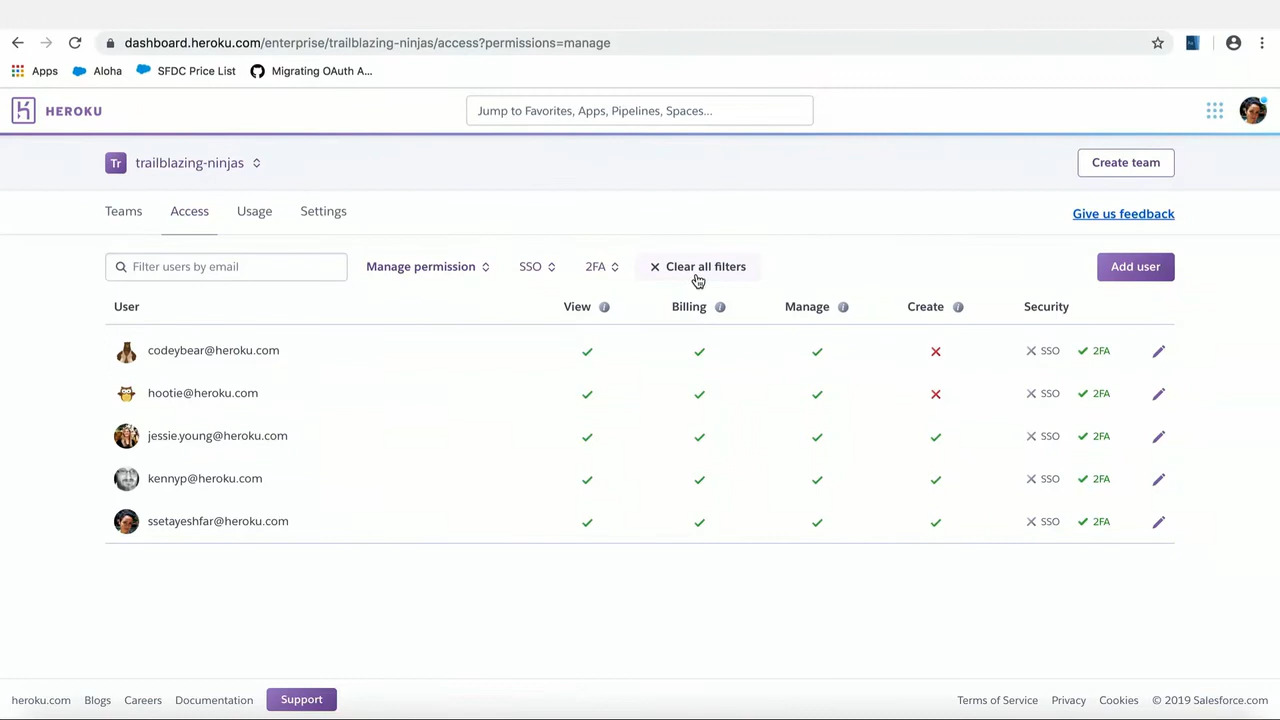 dashboard.heroku.com/enterprise/trailblazing-ninjas/access?permissions=manage
Apps Aloha SFDC Price List Migrating OAuth A...
HEROKU Jump to Favorites, Apps, Pipelines, Spaces...
Tr trailblazing-ninjas Create team
Teams Access Usage Settings Give us feedback
Filter users by email Manage permission SSO 2FA Clear all filters Add user
User View Billing Manage Create Security
codeybear@heroku.com SSO 2FA
hootie@heroku.com SSO 2FA
jessie.young@heroku.com SSO 2FA
kennyp@heroku.com SSO 2FA
ssetayeshfar@heroku.com SSO 2FA
heroku.com Blogs Careers Documentation Support Terms of Service Privacy Cookies © 2019 Salesforce.com